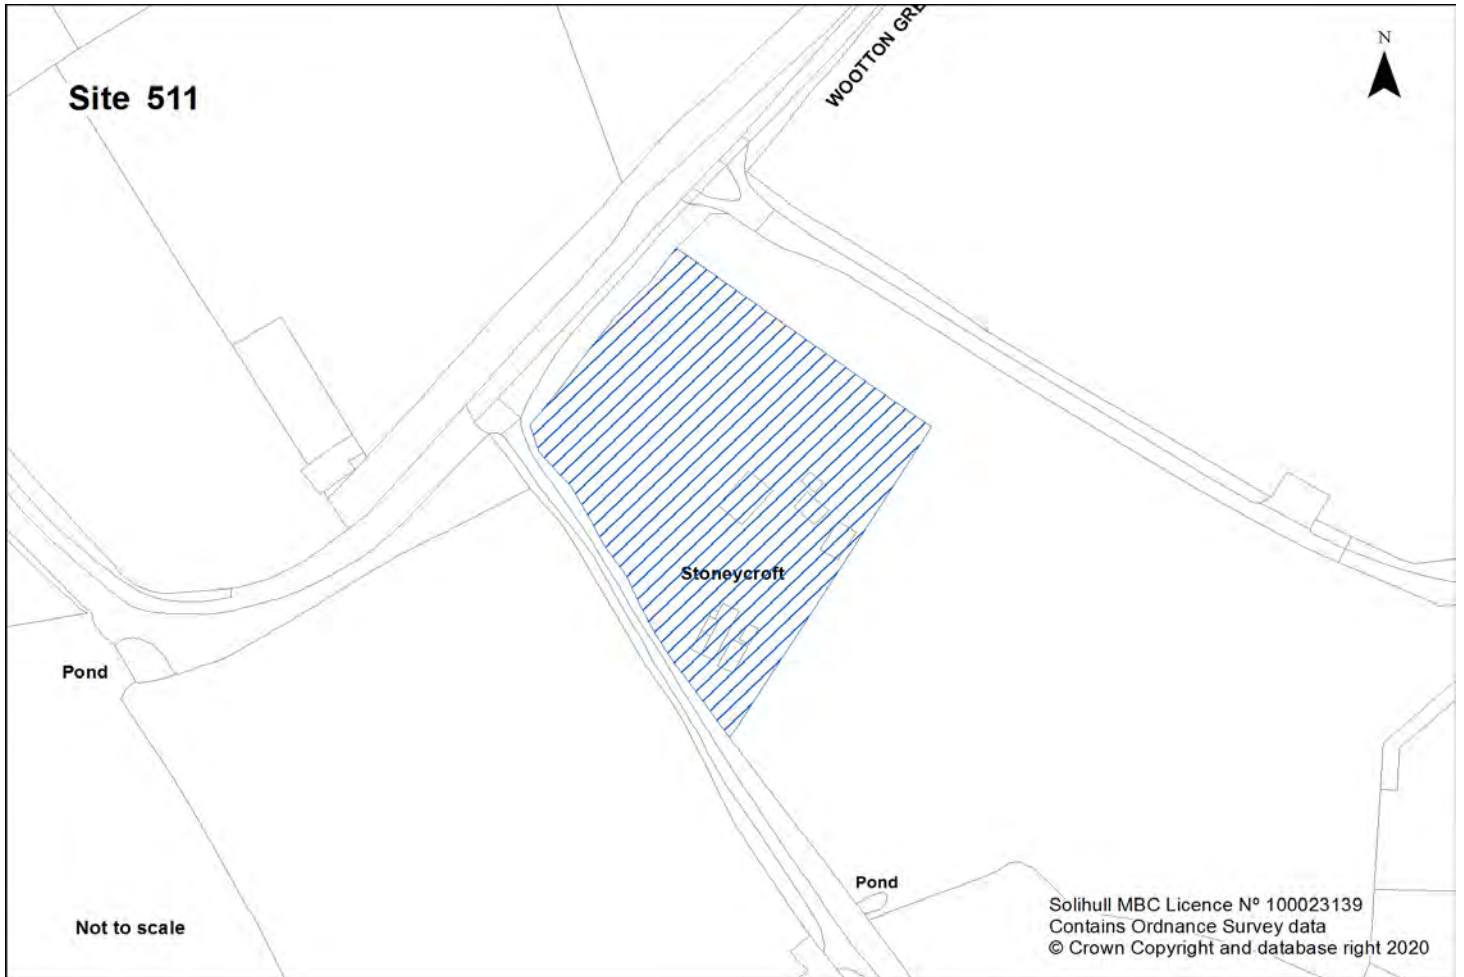 Site 511
WOOTTON
N
Stoneycroft
Pond
Pond
Not to scale
Solihull MBC Licence Nº 100023139
Contains Ordnance Survey data
© Crown Copyright and database right 2020